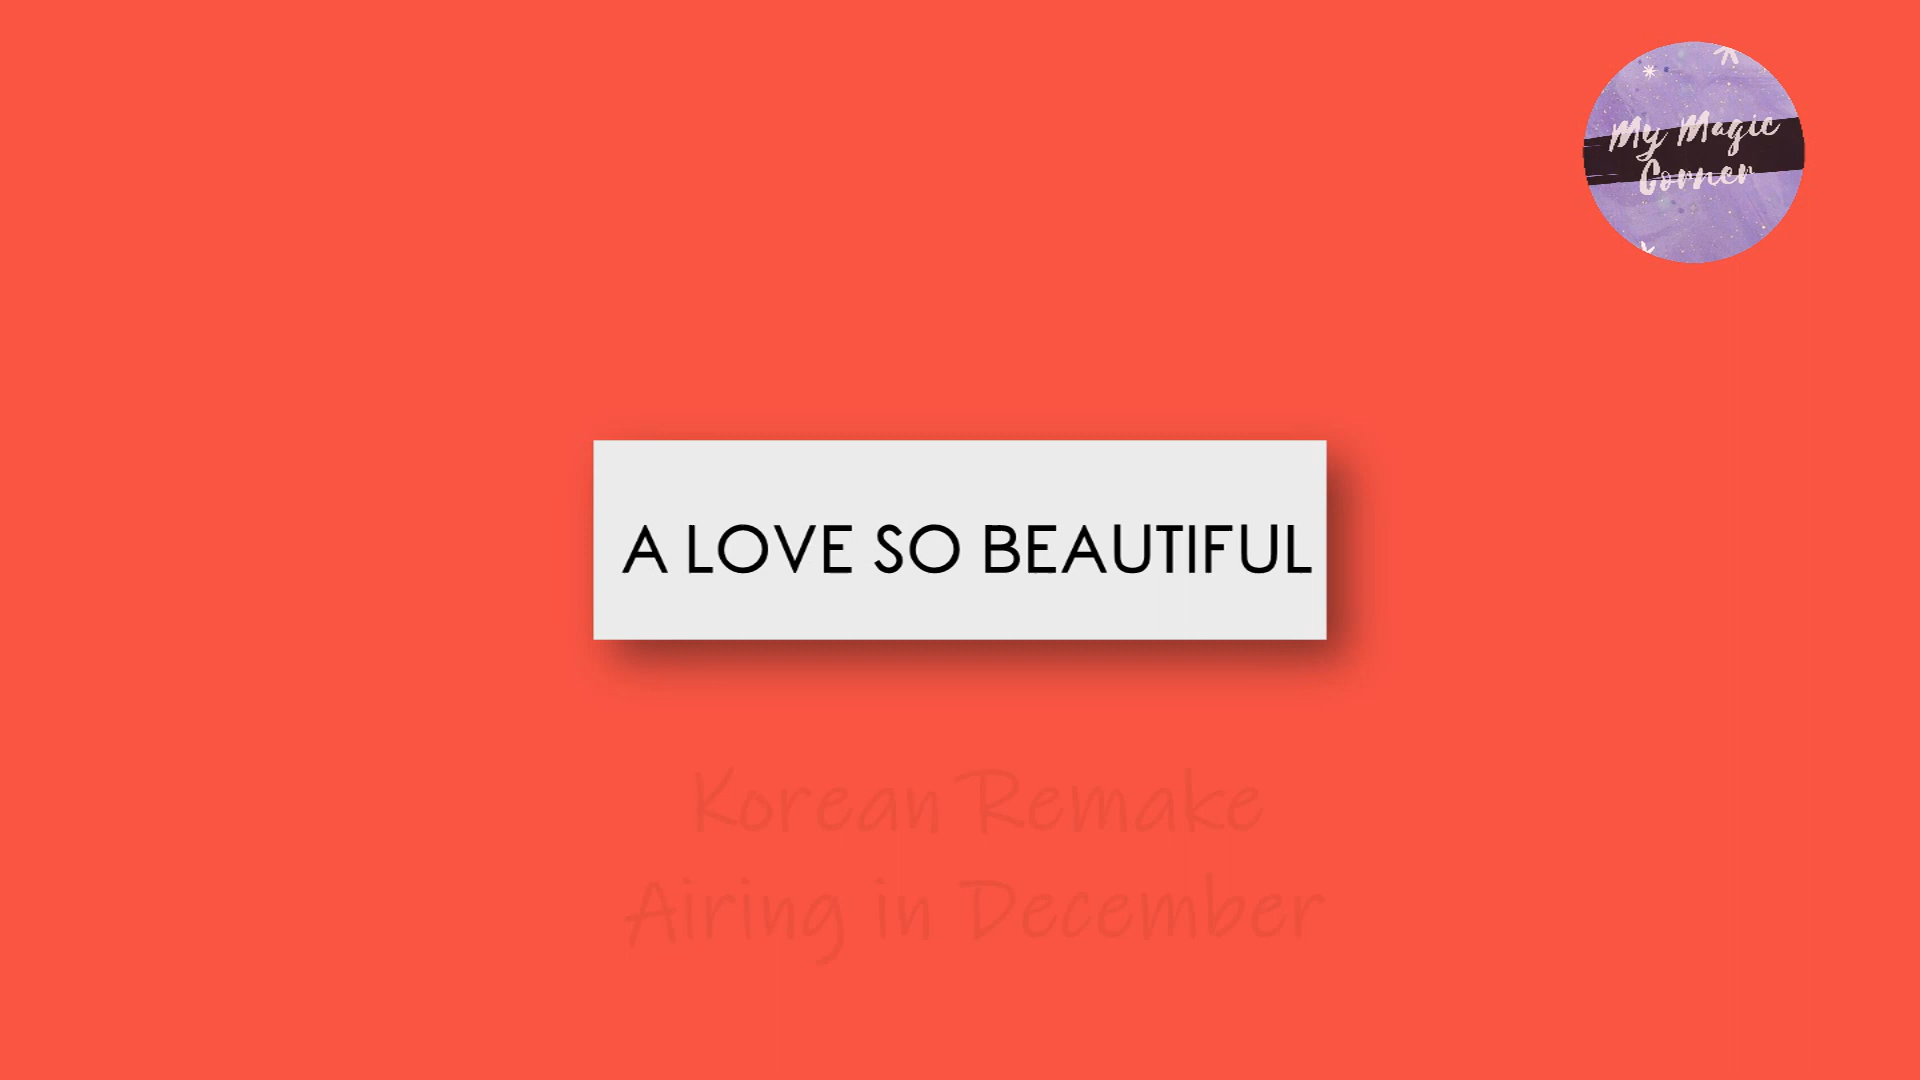 My Magic
Corner
A LOVE SO BEAUTIFUL
Korean Remake
Airing in December